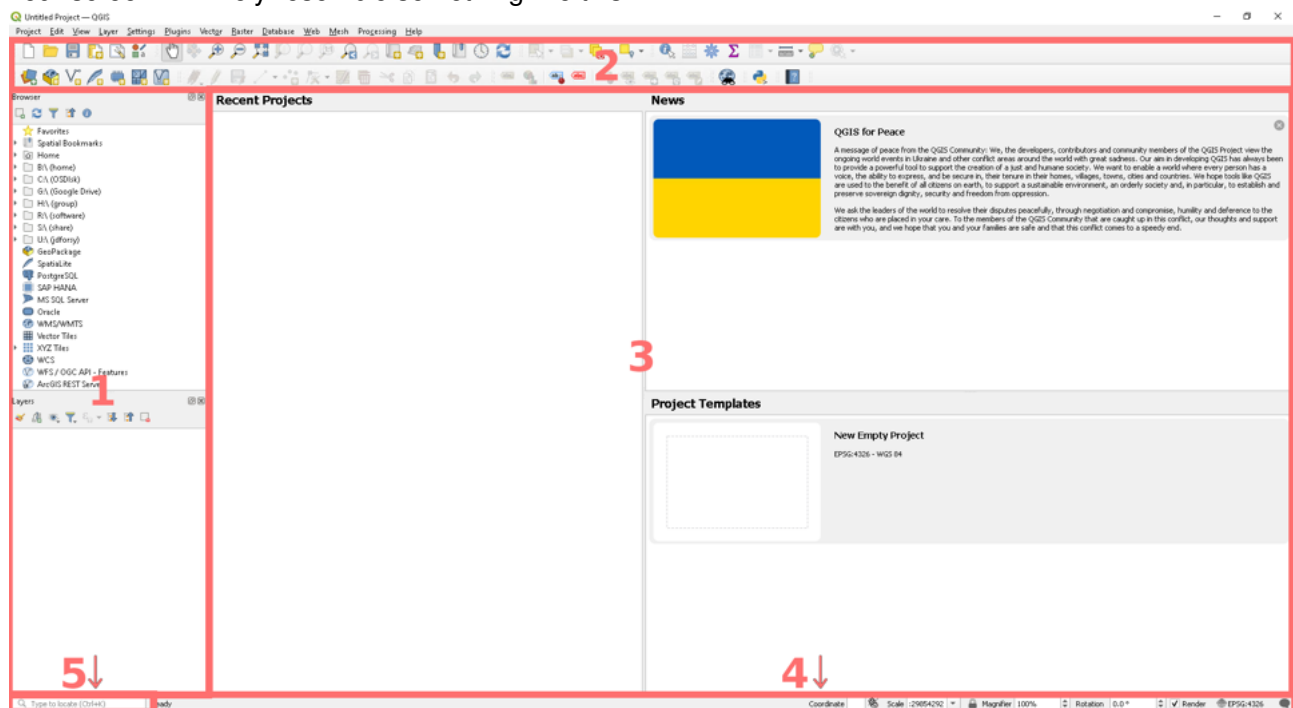 Untitled Project — QGIS
Project Edit View Layer Settings Plugins Vector Raster Database Web Mesh Processing Help
2
Browser
Favorites
Spatial Bookmarks
Home
B:\ (home)
C:\ (OSDisk)
G:\ (Google Drive)
H:\ (group)
R:\ (software)
S:\ (share)
U:\ (jdforsy)
GeoPackage
SpatiaLite
PostgreSQL
SAP HANA
MS SQL Server
Oracle
WMS/WMTS
Vector Tiles
XYZ Tiles
WCS
WFS / OGC API - Features
ArcGIS REST Server
1
Layers
5↓
Type to locate (Ctrl+K)
Recent Projects
3
News
QGIS for Peace
A message of peace from the QGIS Community: We, the developers, contributors and community members of the QGIS Project view the
ongoing world events in Ukraine and other conflict areas around the world with great sadness. Our aim in developing QGIS has always been
to provide a powerful tool to support the creation of a just and humane society. We want to enable a world where every person has a
voice, the ability to express, and be secure in, their tenure in their homes, villages, towns, cities and countries. We hope tools like QGIS
are used to the benefit of all citizens on earth, to support a sustainable environment, an orderly society and, in particular, to establish and
preserve sovereign dignity, security and freedom from oppression.
We ask the leaders of the world to resolve their disputes peacefully, through negotiation and compromise, humility and deference to the
citizens who are placed in your care. To the members of the QGIS Community that are caught up in this conflict, our thoughts and support
are with you, and we hope that you and your families are safe and that this conflict comes to a speedy end.
Project Templates
New Empty Project
EPSG:4326 - WGS 84
4↓
Coordinate Scale :29854292 Magnifier 100% Rotation 0.0 ° Render EPSG:4326